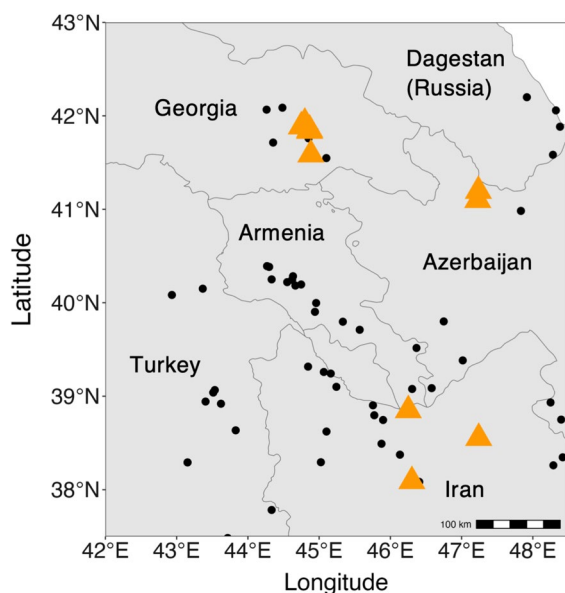 43°N
Dagestan
(Russia)
Georgia
42°N
41°N
Armenia
Azerbaijan
40°N
Turkey
39°N
38°N
Iran
100 km
42°E 43°E 44°E 45°E 46°E 47°E 48°E
Longitude
Latitude